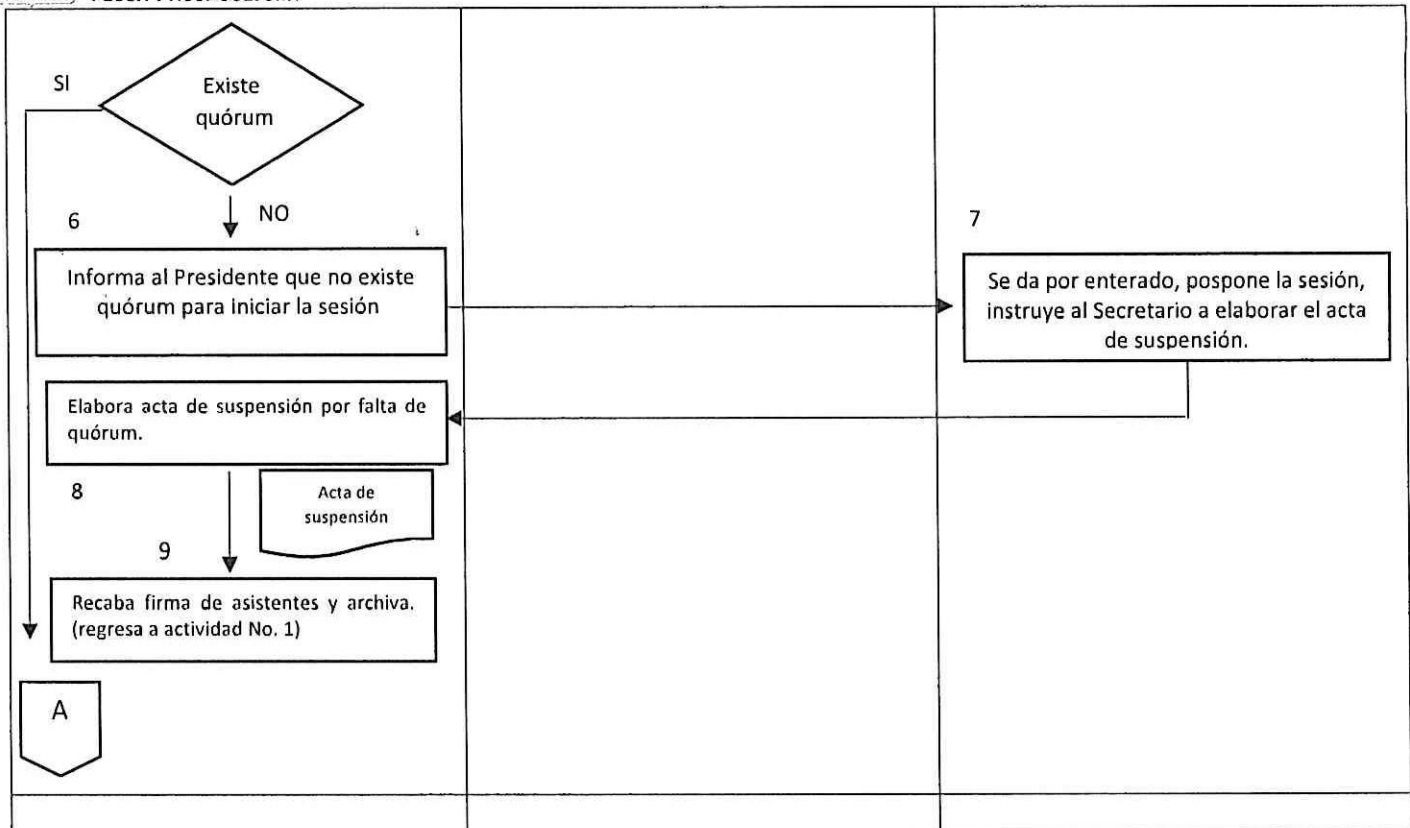 SI
Existe
quórum
NO
6
7
Informa al Presidente que no existe
quórum para iniciar la sesión
Se da por enterado, pospone la sesión,
instruye al Secretario a elaborar el acta
de suspensión.
Elabora acta de suspensión por falta de
quórum.
8
Acta de
suspensión
9
Recaba firma de asistentes y archiva.
(regresa a actividad No. 1)
A